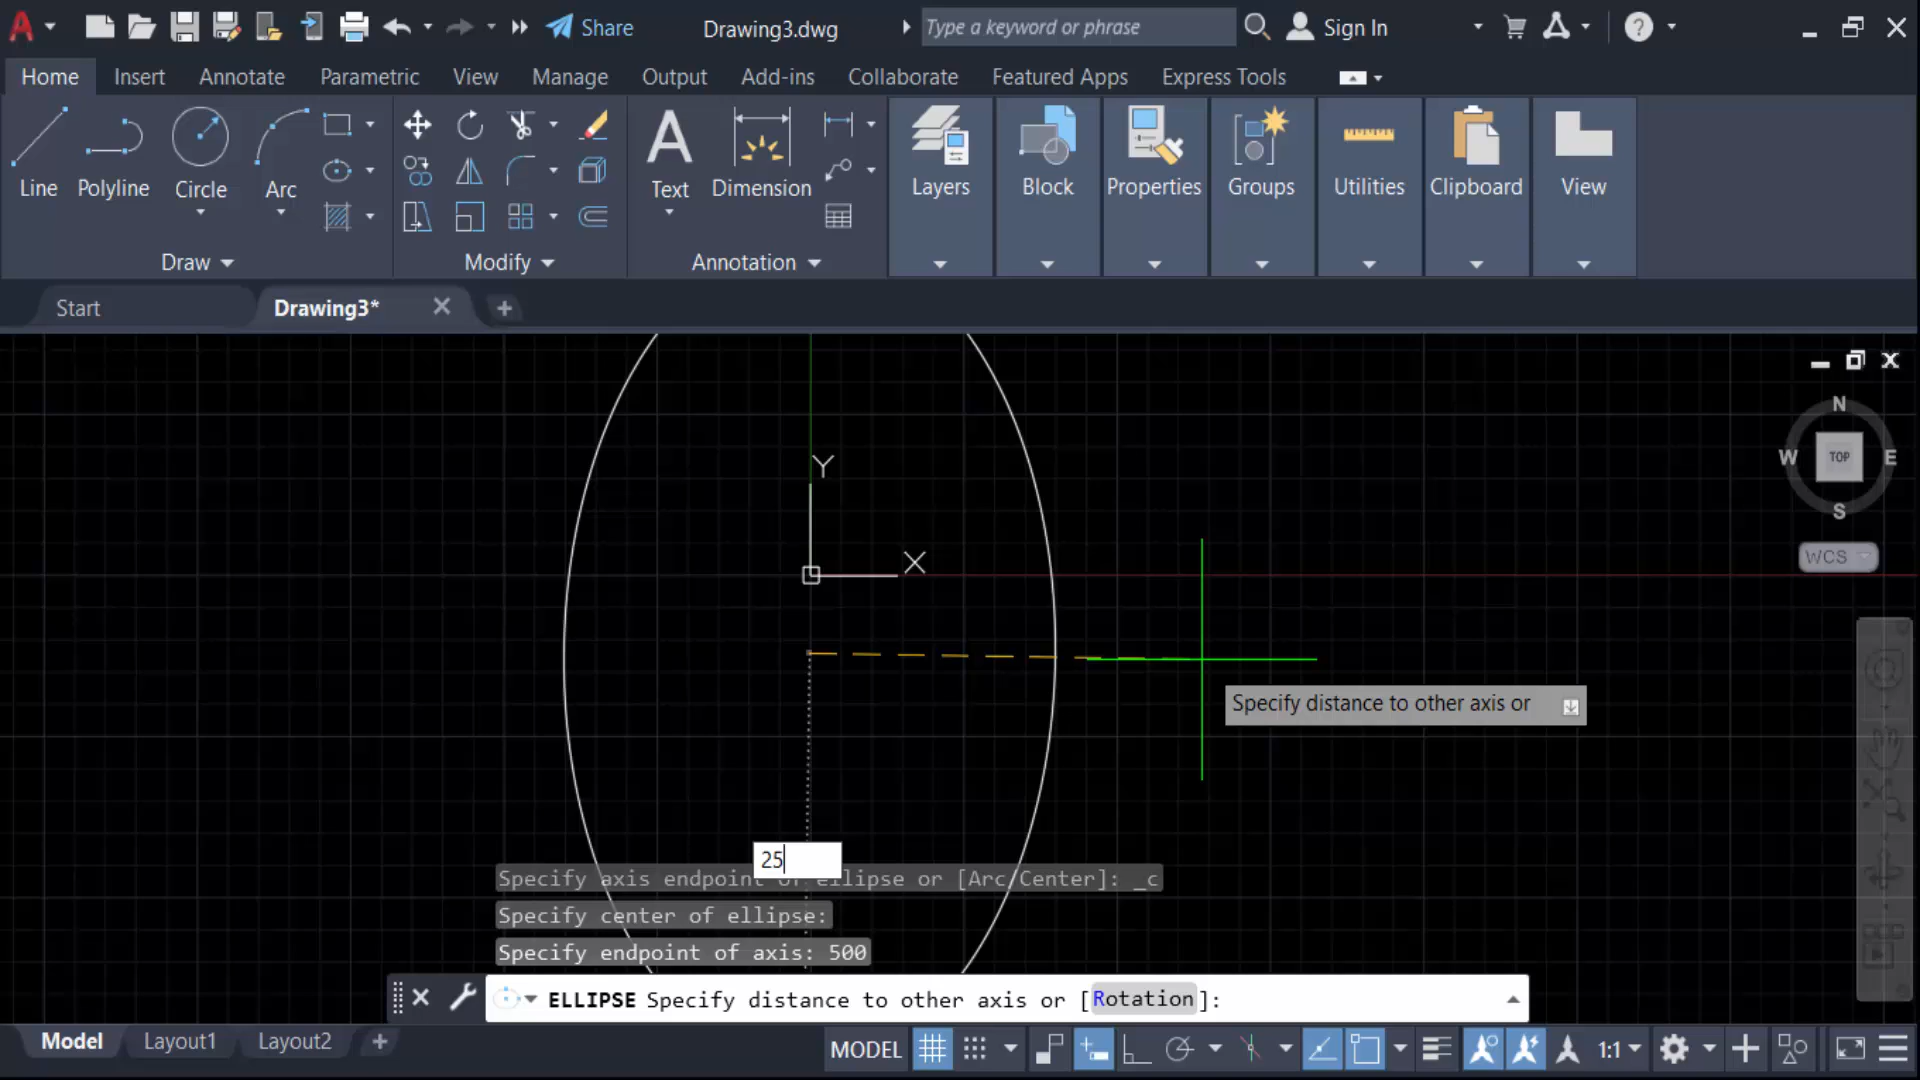 Share
Drawing3.dwg
Type a keyword or phrase
Sign In
Home Insert Annotate Parametric View Manage Output Add-ins Collaborate Featured Apps Express Tools
Line Polyline Circle Arc
Text Dimension
Layers Block Properties Groups Utilities Clipboard View
Draw Modify Annotation
Start Drawing3*
N
W TOP E
S
WCS
Y
X
Specify distance to other axis or
25
Specify axis endpoint of ellipse or [Arc/Center]: _c
Specify center of ellipse:
Specify endpoint of axis: 500
ELLIPSE Specify distance to other axis or [Rotation]:
Model Layout1 Layout2
MODEL 1:1